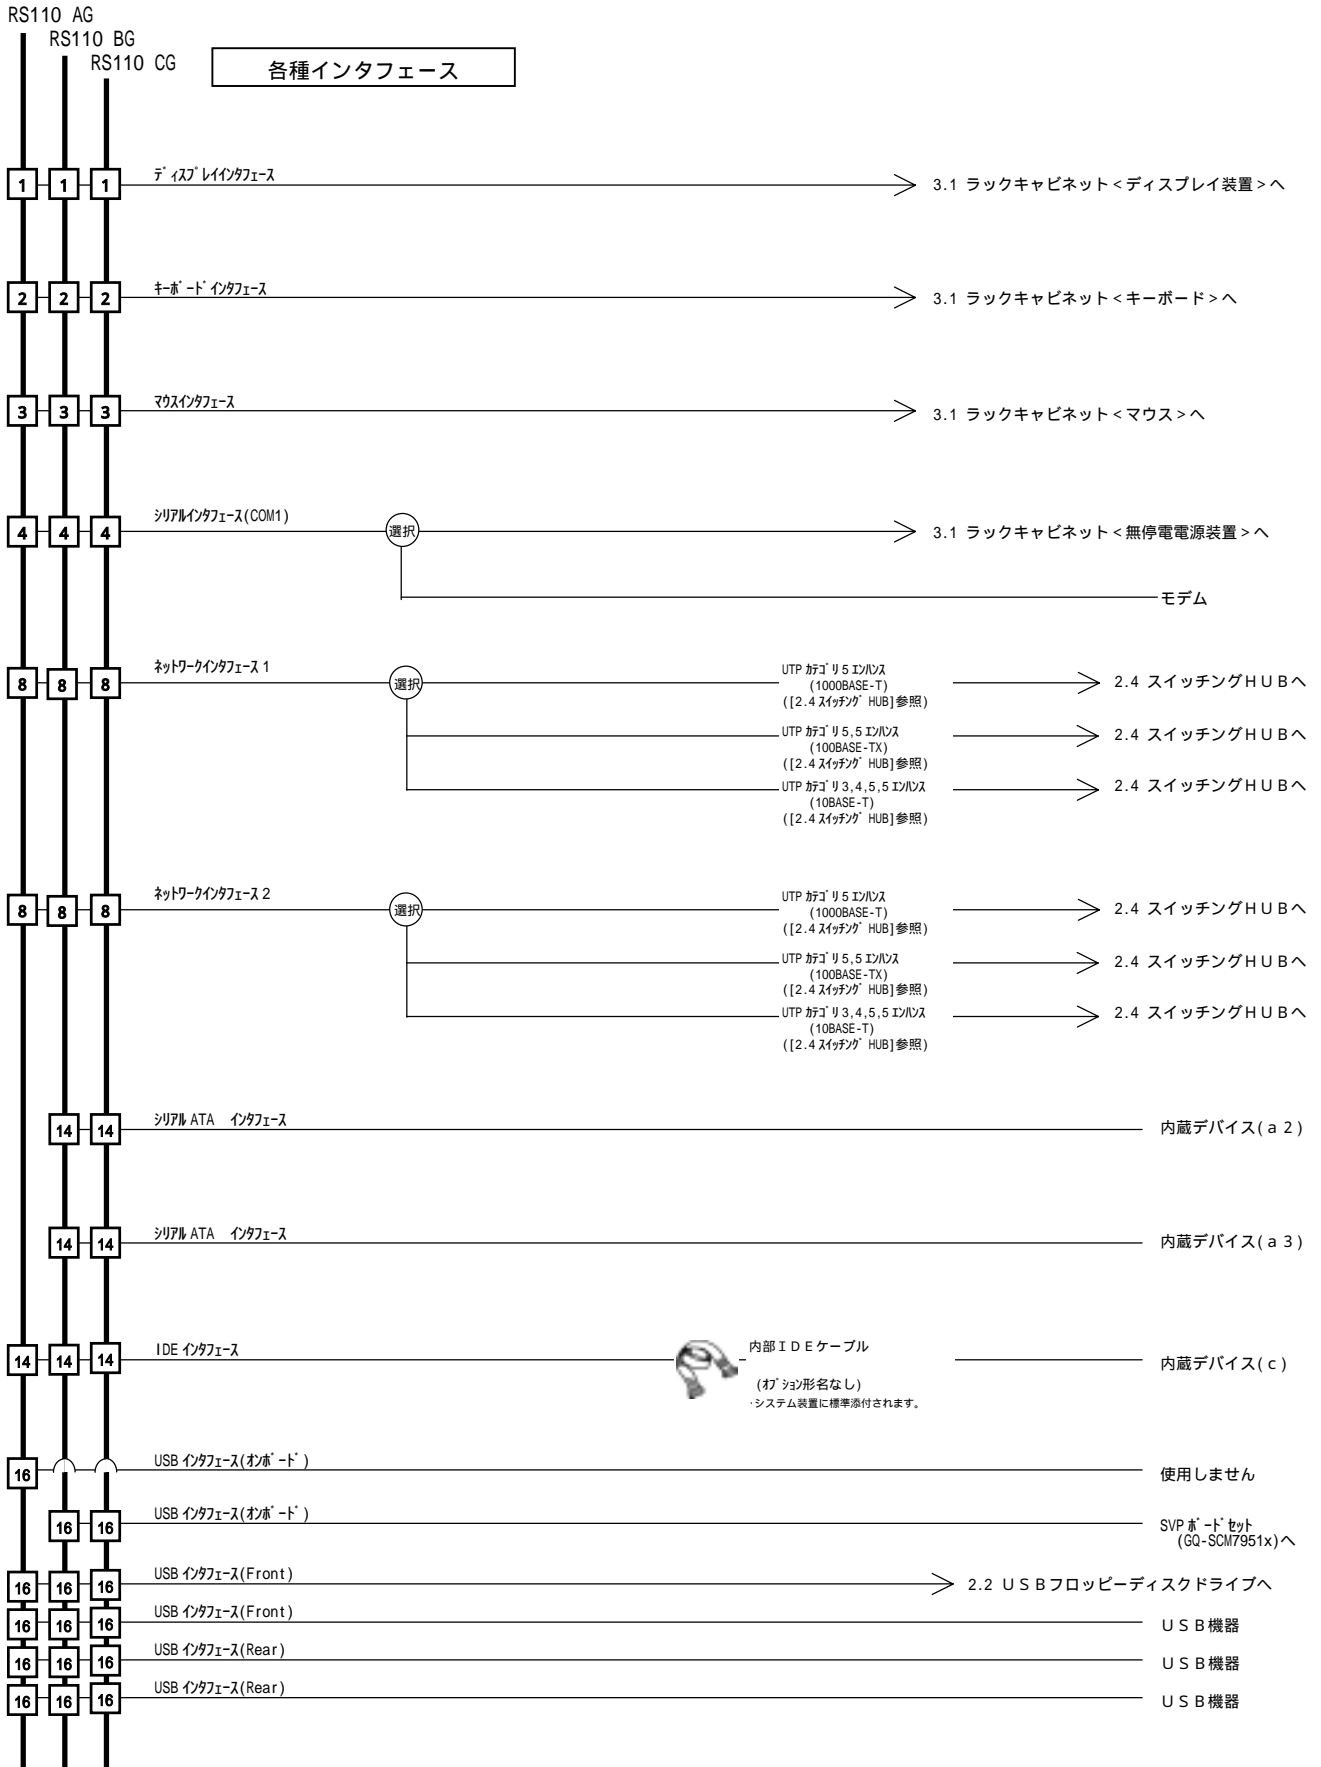 RS110 AG
RS110 BG
RS110 CG
各種インタフェース
1 1 1 ﾃﾞｨｽﾌﾟﾚｲｲﾝﾀﾌｪｰｽ 3.1 ラックキャビネット<ディスプレイ装置>へ
2 2 2 ｷｰﾎﾞｰﾄﾞｲﾝﾀﾌｪｰｽ 3.1 ラックキャビネット<キーボード>へ
3 3 3 ﾏｳｽｲﾝﾀﾌｪｰｽ 3.1 ラックキャビネット<マウス>へ
4 4 4 ｼﾘｱﾙｲﾝﾀﾌｪｰｽ(COM1) 選択 3.1 ラックキャビネット<無停電電源装置>へ
モデム
8 8 8 ﾈｯﾄﾜｰｸｲﾝﾀﾌｪｰｽ 1 選択 UTP ｶﾃｺﾞﾘ 5 ｴﾝﾊﾝｽ 2.4 スイッチングＨＵＢへ
(1000BASE-T)
([2.4 ｽｲｯﾁﾝｸﾞ HUB]参照)
UTP ｶﾃｺﾞﾘ 5,5 ｴﾝﾊﾝｽ 2.4 スイッチングＨＵＢへ
(100BASE-TX)
([2.4 ｽｲｯﾁﾝｸﾞ HUB]参照)
UTP ｶﾃｺﾞﾘ 3,4,5,5 ｴﾝﾊﾝｽ 2.4 スイッチングＨＵＢへ
(10BASE-T)
([2.4 ｽｲｯﾁﾝｸﾞ HUB]参照)
8 8 8 ﾈｯﾄﾜｰｸｲﾝﾀﾌｪｰｽ 2 選択 UTP ｶﾃｺﾞﾘ 5 ｴﾝﾊﾝｽ 2.4 スイッチングＨＵＢへ
(1000BASE-T)
([2.4 ｽｲｯﾁﾝｸﾞ HUB]参照)
UTP ｶﾃｺﾞﾘ 5,5 ｴﾝﾊﾝｽ 2.4 スイッチングＨＵＢへ
(100BASE-TX)
([2.4 ｽｲｯﾁﾝｸﾞ HUB]参照)
UTP ｶﾃｺﾞﾘ 3,4,5,5 ｴﾝﾊﾝｽ 2.4 スイッチングＨＵＢへ
(10BASE-T)
([2.4 ｽｲｯﾁﾝｸﾞ HUB]参照)
14 14 ｼﾘｱﾙ ATA ｲﾝﾀﾌｪｰｽ 内蔵デバイス(ａ２)
14 14 ｼﾘｱﾙ ATA ｲﾝﾀﾌｪｰｽ 内蔵デバイス(ａ３)
14 14 14 IDE ｲﾝﾀﾌｪｰｽ 内部ＩＤＥケーブル 内蔵デバイス(ｃ)
(ｵﾌﾟｼｮﾝ形名なし)
･システム装置に標準添付されます。
16 USB ｲﾝﾀﾌｪｰｽ(ｵﾝﾎﾞｰﾄﾞ) 使用しません
16 16 USB ｲﾝﾀﾌｪｰｽ(ｵﾝﾎﾞｰﾄﾞ) SVP ﾎﾞｰﾄﾞｾｯﾄ
(GQ-SCM7951x)へ
16 16 16 USB ｲﾝﾀﾌｪｰｽ(Front) 2.2 ＵＳＢフロッピーディスクドライブへ
16 16 16 USB ｲﾝﾀﾌｪｰｽ(Front) ＵＳＢ機器
16 16 16 USB ｲﾝﾀﾌｪｰｽ(Rear) ＵＳＢ機器
16 16 16 USB ｲﾝﾀﾌｪｰｽ(Rear) ＵＳＢ機器